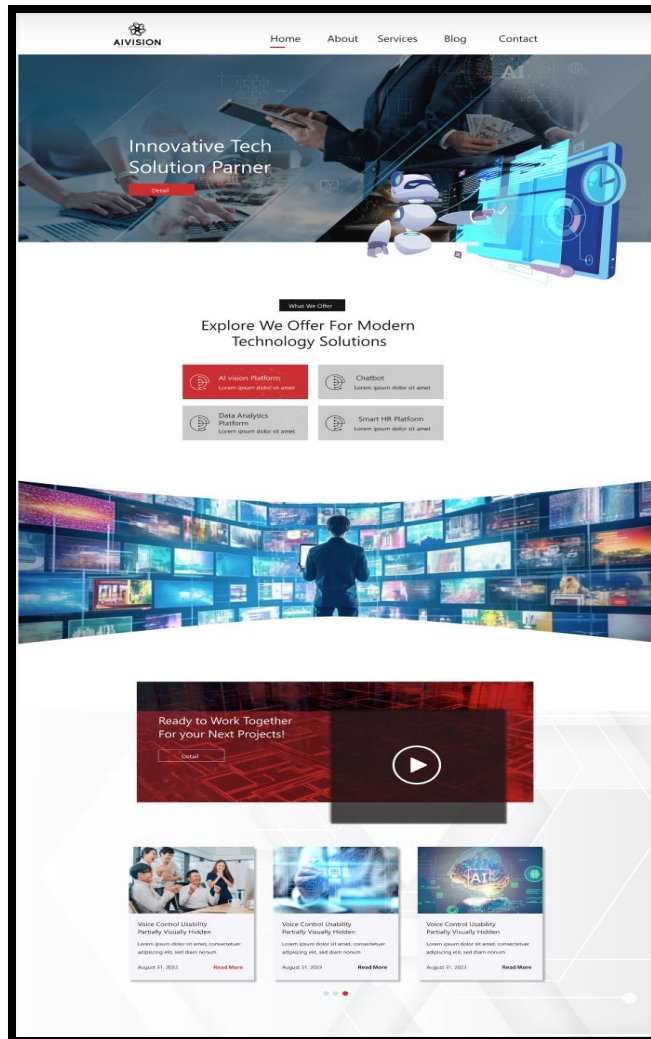 AIVISION
Home About Services Blog Contact
AI
Innovative Tech
Solution Parner
Detail
What We Offer
Explore We Offer For Modern
Technology Solutions
AI vision Platform
Lorem ipsum dolor sit amet
Chatbot
Lorem ipsum dolor sit amet
Data Analytics
Platform
Lorem ipsum dolor sit amet
Smart HR Platform
Lorem ipsum dolor sit amet
Ready to Work Together
For your Next Projects!
Detail
Voice Control Usability
Partially Visually Hidden
Lorem ipsum dolor sit amet, consectetuer
adipiscing elit, sed diam nonum
August 31, 2023 Read More
Voice Control Usability
Partially Visually Hidden
Lorem ipsum dolor sit amet, consectetuer
adipiscing elit, sed diam nonum
August 31, 2023 Read More
AI
Voice Control Usability
Partially Visually Hidden
Lorem ipsum dolor sit amet, consectetuer
adipiscing elit, sed diam nonum
August 31, 2023 Read More